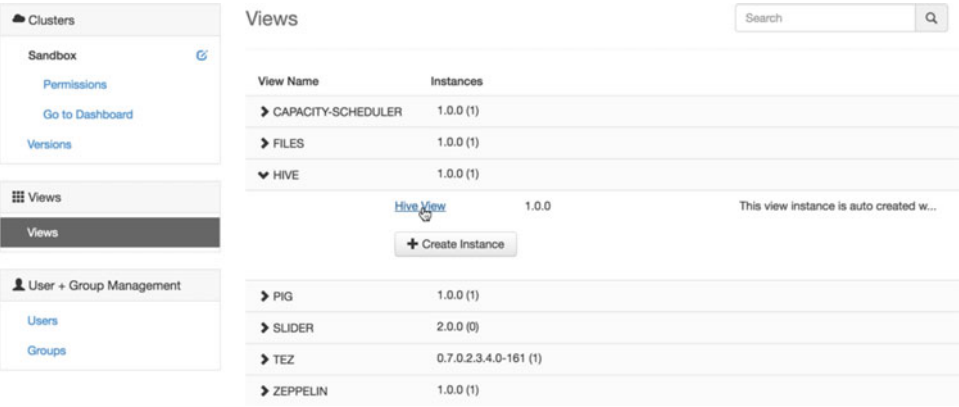 Clusters
Sandbox
Permissions
Go to Dashboard
Versions
Views
Views
User + Group Management
Users
Groups
Views
Search
View Name Instances
CAPACITY-SCHEDULER 1.0.0 (1)
FILES 1.0.0 (1)
HIVE 1.0.0 (1)
Hive View 1.0.0 This view instance is auto created w...
Create Instance
PIG 1.0.0 (1)
SLIDER 2.0.0 (0)
TEZ 0.7.0.2.3.4.0-161 (1)
ZEPPELIN 1.0.0 (1)